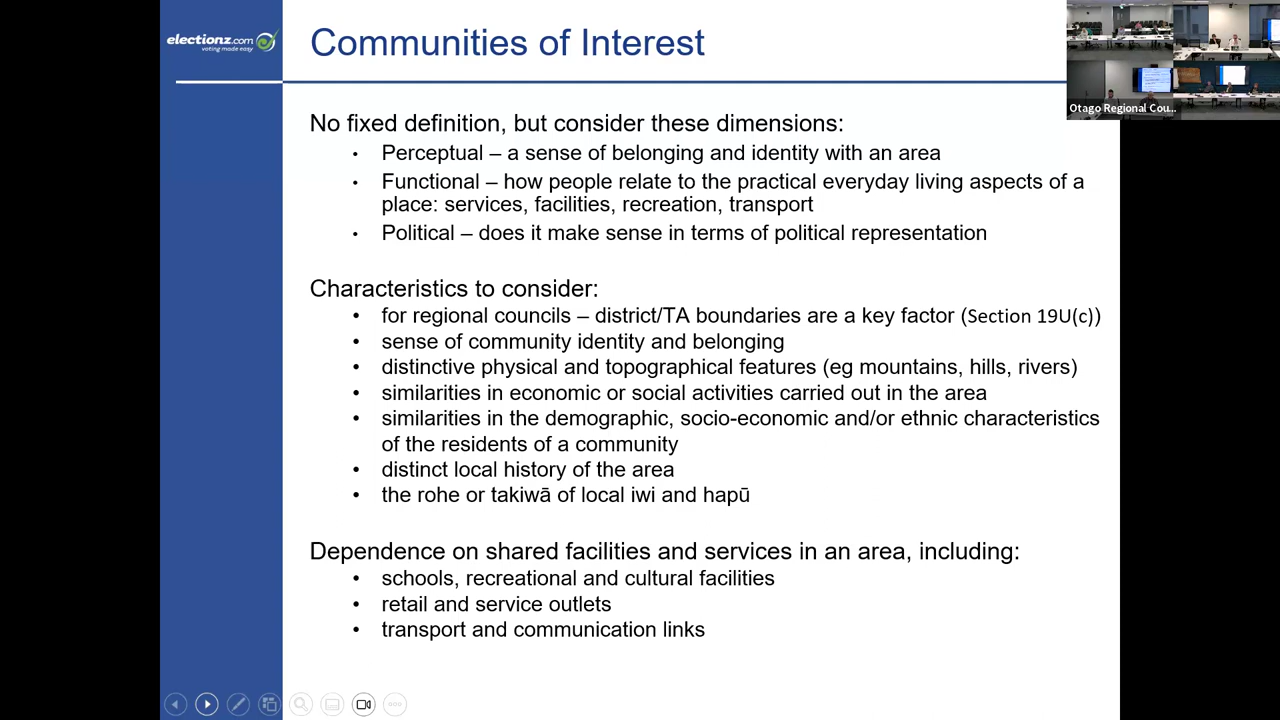 electionz.com
voting made easy
Communities of Interest
Otago Regional Cou...
No fixed definition, but consider these dimensions:
• Perceptual – a sense of belonging and identity with an area
• Functional – how people relate to the practical everyday living aspects of a
place: services, facilities, recreation, transport
• Political – does it make sense in terms of political representation
Characteristics to consider:
• for regional councils – district/TA boundaries are a key factor (Section 19U(c))
• sense of community identity and belonging
• distinctive physical and topographical features (eg mountains, hills, rivers)
• similarities in economic or social activities carried out in the area
• similarities in the demographic, socio-economic and/or ethnic characteristics
of the residents of a community
• distinct local history of the area
• the rohe or takiwā of local iwi and hapū
Dependence on shared facilities and services in an area, including:
• schools, recreational and cultural facilities
• retail and service outlets
• transport and communication links